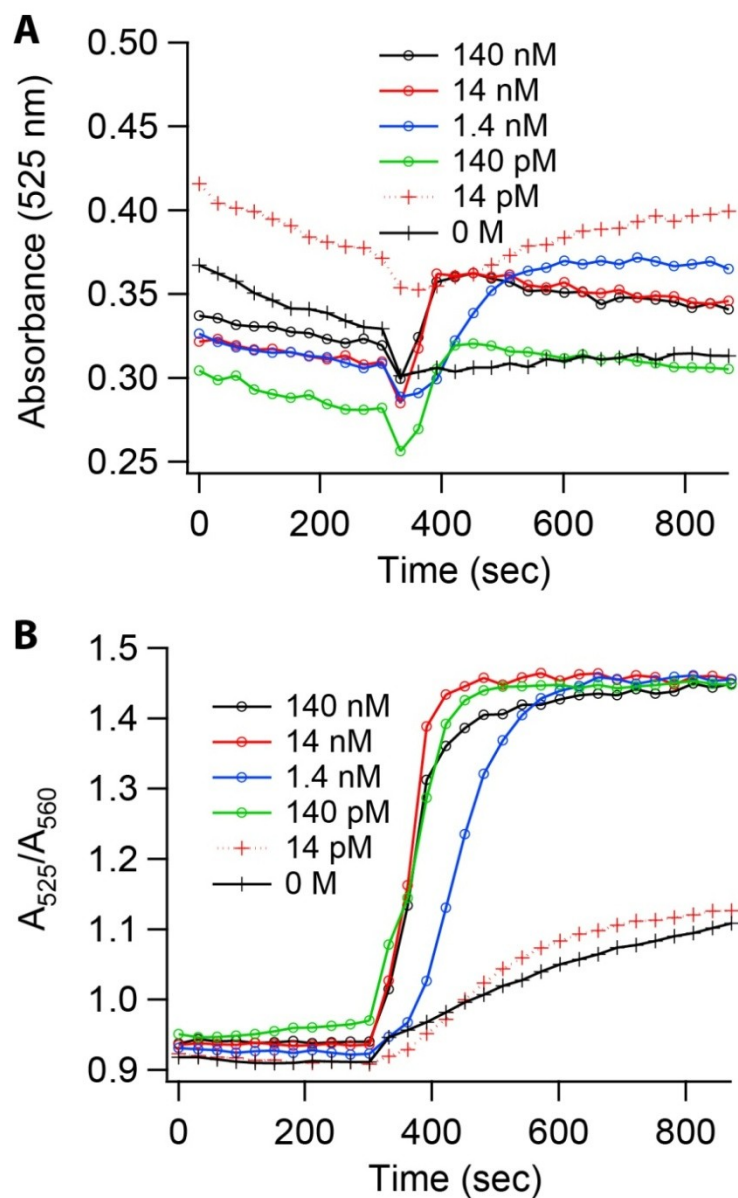 A
0.50
0.45
0.40
0.35
0.30
0.25
Absorbance (525 nm)
140 nM
14 nM
1.4 nM
140 pM
14 pM
0 M
0 200 400 600 800
Time (sec)
B
1.5
1.4
1.3
1.2
1.1
1.0
0.9
A525/A560
140 nM
14 nM
1.4 nM
140 pM
14 pM
0 M
0 200 400 600 800
Time (sec)